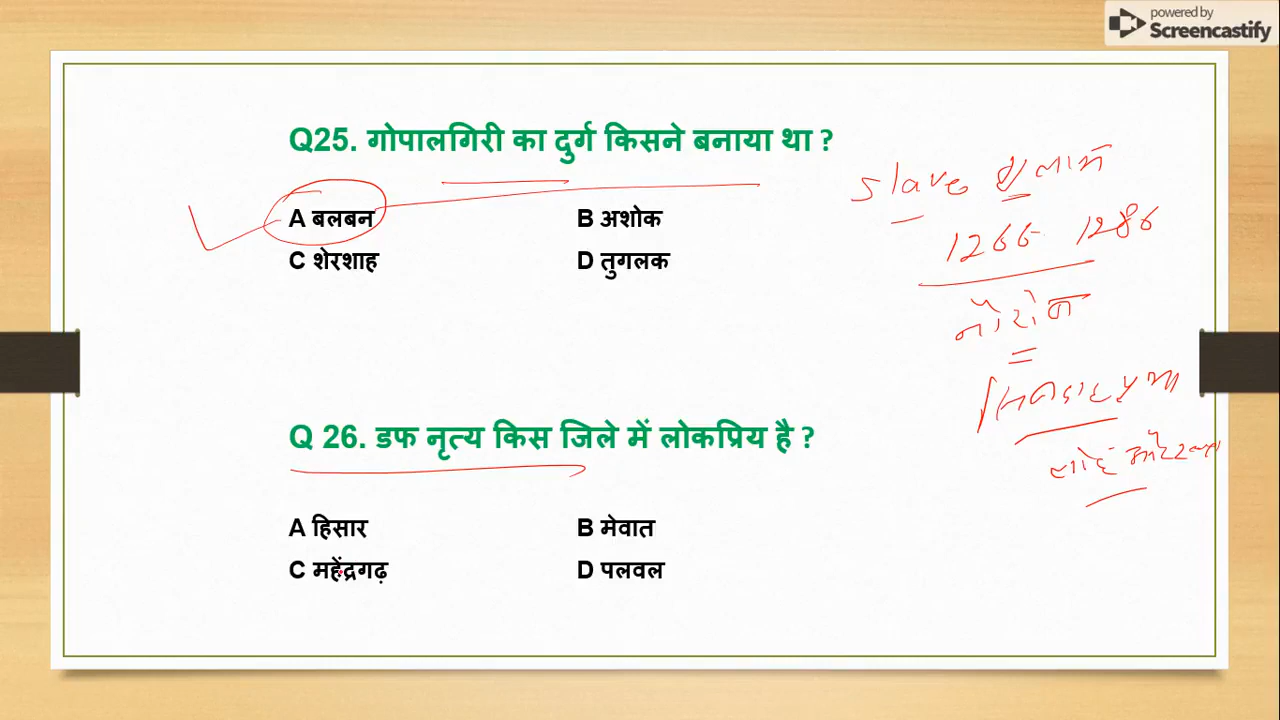 powered by
Screencastify
Q25. गोपालगिरी का दुर्ग किसने बनाया था ?
A बलबन
B अशोक
C शेरशाह
D तुगलक
Slave गुलाम
1266 1286
नौरोज
सिजदा
Q 26. डफ नृत्य किस जिले में लोकप्रिय है ?
A हिसार
B मेवात
C महेंद्रगढ़
D पलवल